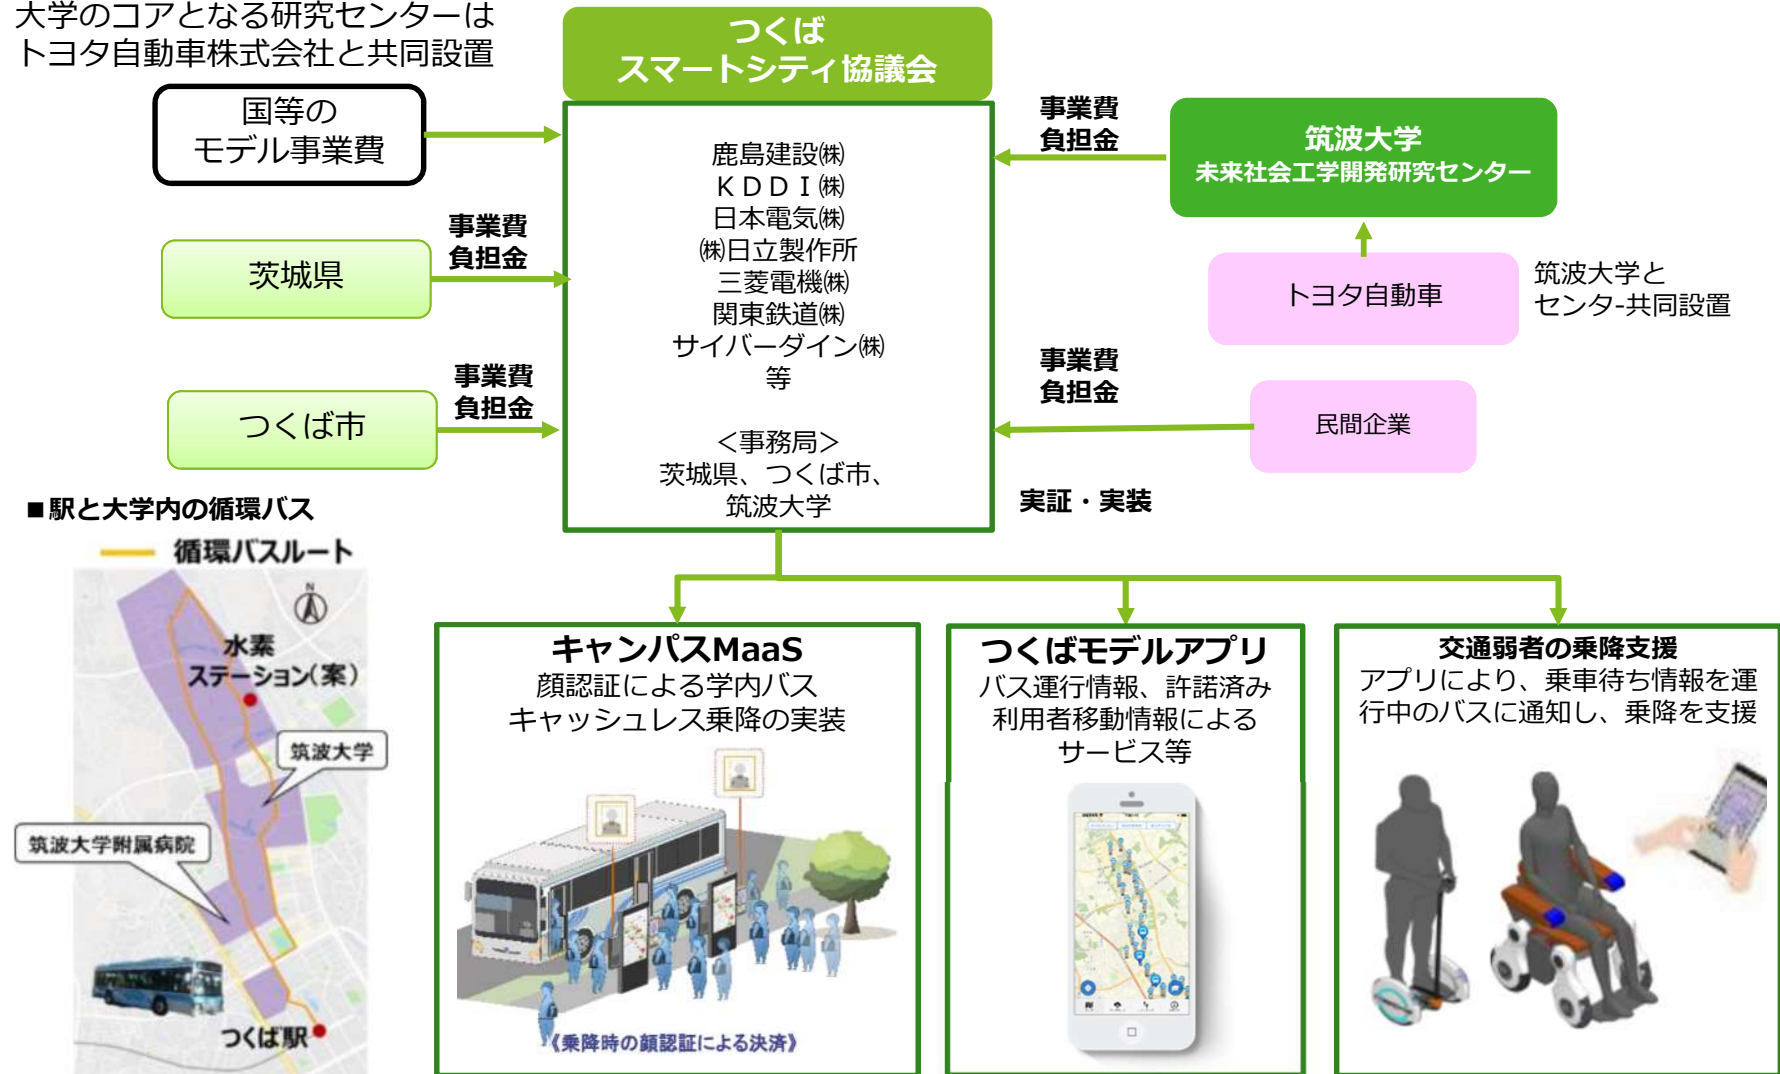 大学のコアとなる研究センターは
トヨタ自動車株式会社と共同設置
国等の
モデル事業費
茨城県
事業費
負担金
つくば市
事業費
負担金
つくば
スマートシティ協議会
鹿島建設㈱
ＫＤＤＩ㈱
日本電気㈱
㈱日立製作所
三菱電機㈱
関東鉄道㈱
サイバーダイン㈱
等
＜事務局＞
茨城県、つくば市、
筑波大学
事業費
負担金
筑波大学
未来社会工学開発研究センター
トヨタ自動車
筑波大学と
センタ-共同設置
事業費
負担金
民間企業
実証・実装
■駅と大学内の循環バス
循環バスルート
N
水素
ステーション(案)
筑波大学
筑波大学附属病院
つくば駅
キャンパスMaaS
顔認証による学内バス
キャッシュレス乗降の実装
《乗降時の顔認証による決済》
つくばモデルアプリ
バス運行情報、許諾済み
利用者移動情報による
サービス等
交通弱者の乗降支援
アプリにより、乗車待ち情報を運
行中のバスに通知し、乗降を支援